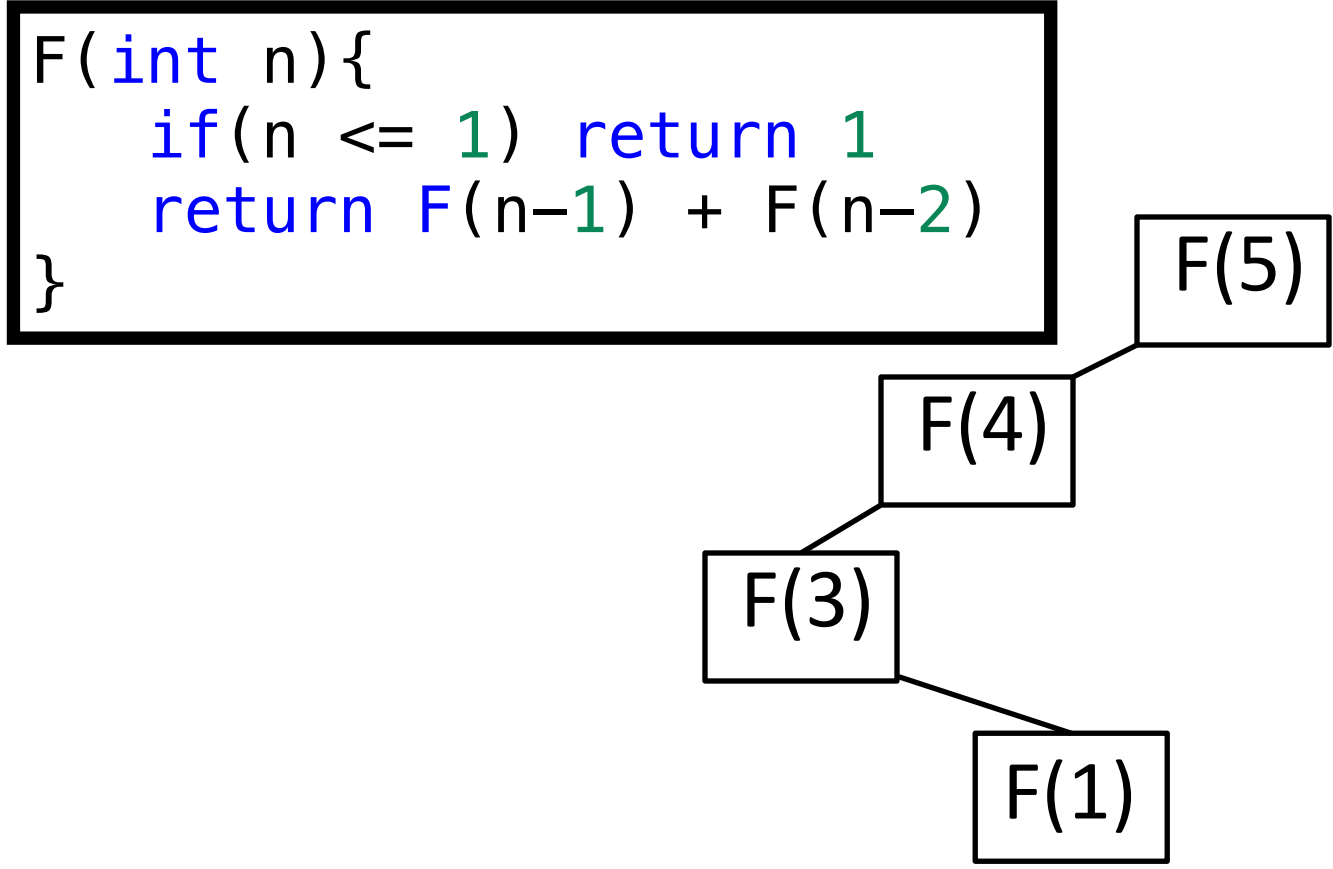 F(int n){
if(n <= 1) return 1
return F(n-1) + F(n-2)
}
F(5)
F(4)
F(3)
F(1)